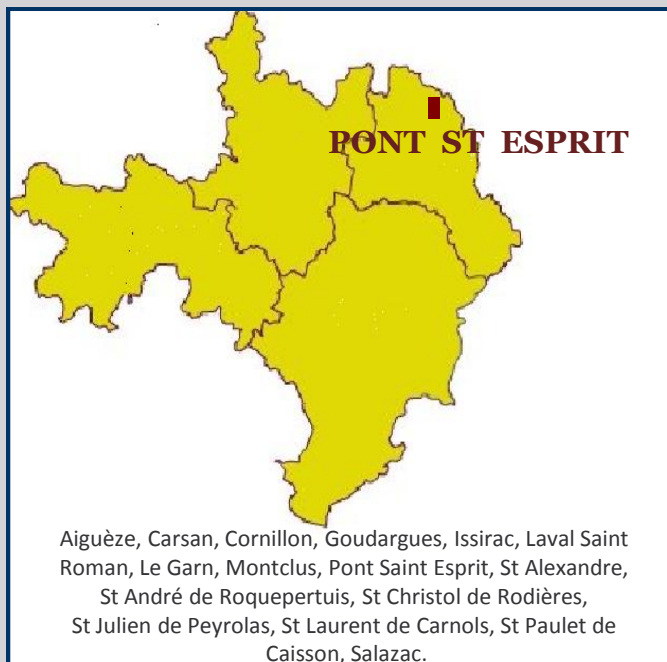 PONT ST ESPRIT
Aiguèze, Carsan, Cornillon, Goudargues, Issirac, Laval Saint
Roman, Le Garn, Montclus, Pont Saint Esprit, St Alexandre,
St André de Roquepertuis, St Christol de Rodières,
St Julien de Peyrolas, St Laurent de Carnols, St Paulet de
Caisson, Salazac.